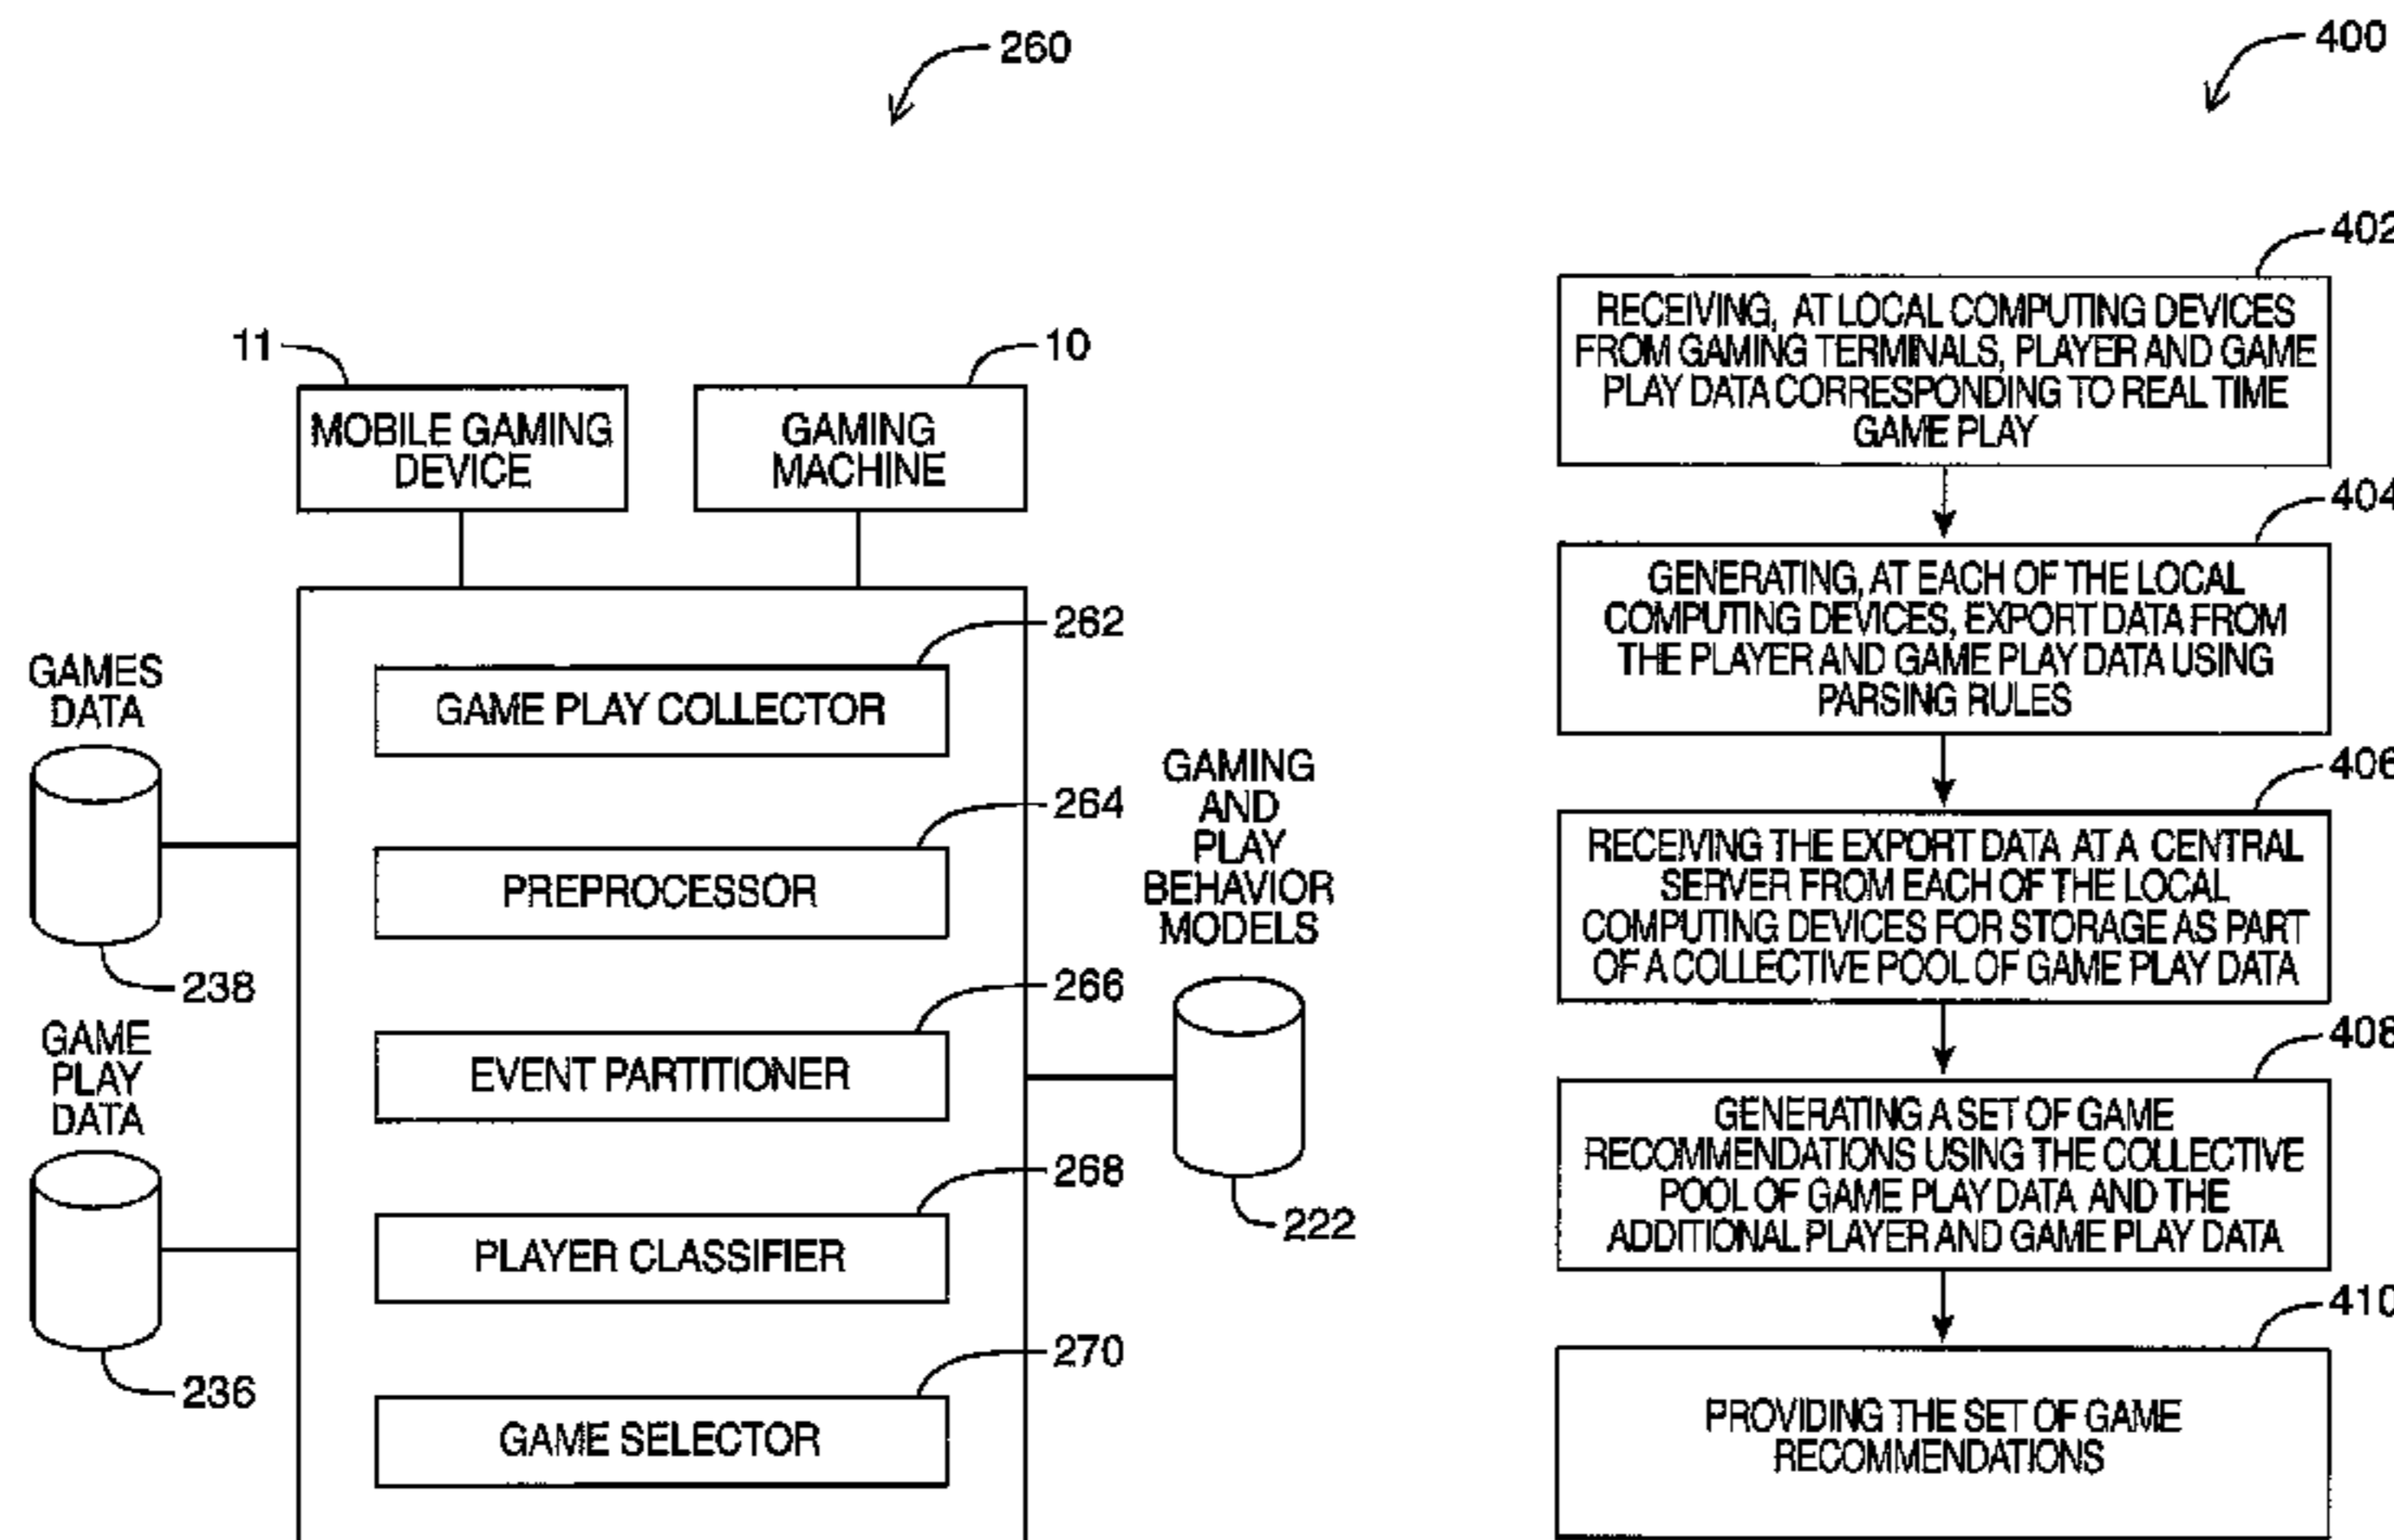 260
11
10
MOBILE GAMING
DEVICE
GAMING
MACHINE
GAMES
DATA
238
GAME
PLAY
DATA
236
262
GAME PLAY COLLECTOR
264
PREPROCESSOR
266
EVENT PARTITIONER
268
PLAYER CLASSIFIER
270
GAME SELECTOR
GAMING
AND
PLAY
BEHAVIOR
MODELS
222
400
402
RECEIVING, AT LOCAL COMPUTING DEVICES
FROM GAMING TERMINALS, PLAYER AND GAME
PLAY DATA CORRESPONDING TO REAL TIME
GAME PLAY
404
GENERATING, AT EACH OF THE LOCAL
COMPUTING DEVICES, EXPORT DATA FROM
THE PLAYER AND GAME PLAY DATA USING
PARSING RULES
406
RECEIVING THE EXPORT DATA AT A CENTRAL
SERVER FROM EACH OF THE LOCAL
COMPUTING DEVICES FOR STORAGE AS PART
OF A COLLECTIVE POOL OF GAME PLAY DATA
408
GENERATING A SET OF GAME
RECOMMENDATIONS USING THE COLLECTIVE
POOL OF GAME PLAY DATA AND THE
ADDITIONAL PLAYER AND GAME PLAY DATA
410
PROVIDING THE SET OF GAME
RECOMMENDATIONS